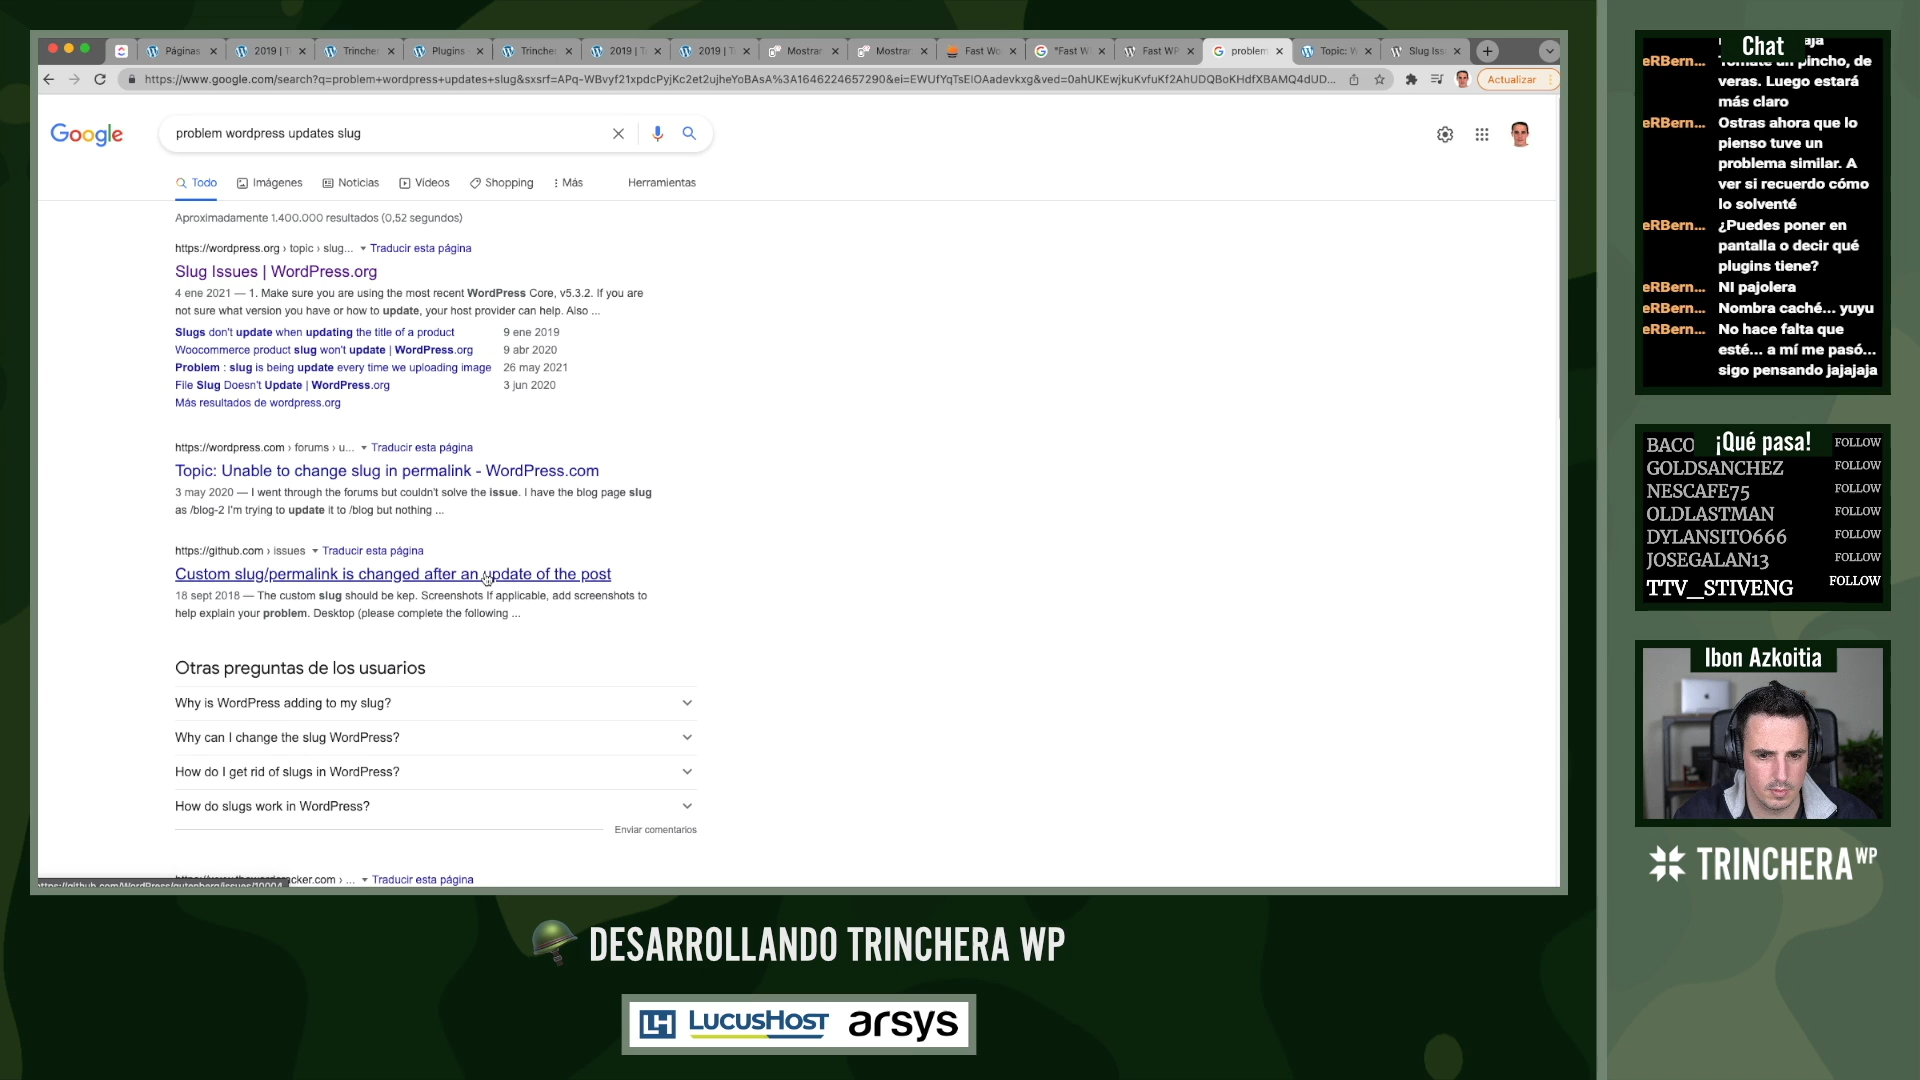 Páginas
2019 | T
Trinche
Plugins
Trinche
2019 | T
2019 | T
Mostrar
Mostrar
Fast Wo
"Fast W
Fast WP
problem
Topic: W
Slug Iss
https://www.google.com/search?q=problem+wordpress+updates+slug&sxsrf=APq-WBvyf21xpdcPyjKc2et2ujheYoBAsA%3A1646224657290&ei=EWUfYqTsEIOAadevkxg&ved=0ahUKEwjkuKvfuKf2AhUDQBoKHdfXBAMQ4dUD...
Actualizar
Google
problem wordpress updates slug
Todo
Imágenes
Noticias
Vídeos
Shopping
Más
Herramientas
Aproximadamente 1.400.000 resultados (0,52 segundos)
https://wordpress.org › topic › slug... Traducir esta página
Slug Issues | WordPress.org
4 ene 2021 — 1. Make sure you are using the most recent WordPress Core, v5.3.2. If you are
not sure what version you have or how to update, your host provider can help. Also ...
Slugs don't update when updating the title of a product 9 ene 2019
Woocommerce product slug won't update | WordPress.org 9 abr 2020
Problem : slug is being update every time we uploading image 26 may 2021
File Slug Doesn't Update | WordPress.org 3 jun 2020
Más resultados de wordpress.org
https://wordpress.com › forums › u... Traducir esta página
Topic: Unable to change slug in permalink - WordPress.com
3 may 2020 — I went through the forums but couldn't solve the issue. I have the blog page slug
as /blog-2 I'm trying to update it to /blog but nothing ...
https://github.com › issues Traducir esta página
Custom slug/permalink is changed after an update of the post
18 sept 2018 — The custom slug should be kep. Screenshots If applicable, add screenshots to
help explain your problem. Desktop (please complete the following ...
Otras preguntas de los usuarios
Why is WordPress adding to my slug?
Why can I change the slug WordPress?
How do I get rid of slugs in WordPress?
How do slugs work in WordPress?
Enviar comentarios
Traducir esta página
https://github.com/WordPress/gutenberg/issues/10004
DESARROLLANDO TRINCHERA WP
LH LUCUSHOST arsys
Chat
eRBern... pincho, de
veras. Luego estará
más claro
eRBern... Ostras ahora que lo
pienso tuve un
problema similar. A
ver si recuerdo cómo
lo solventé
eRBern... ¿Puedes poner en
pantalla o decir qué
plugins tiene?
eRBern... NI pajolera
eRBern... Nombra caché... yuyu
eRBern... No hace falta que
esté... a mí me pasó...
sigo pensando jajajaja
¡Qué pasa!
BACO FOLLOW
GOLDSANCHEZ FOLLOW
NESCAFE75 FOLLOW
OLDLASTMAN FOLLOW
DYLANSITO666 FOLLOW
JOSEGALAN13 FOLLOW
TTV_STIVENG FOLLOW
Ibon Azkoitia
TRINCHERA WP